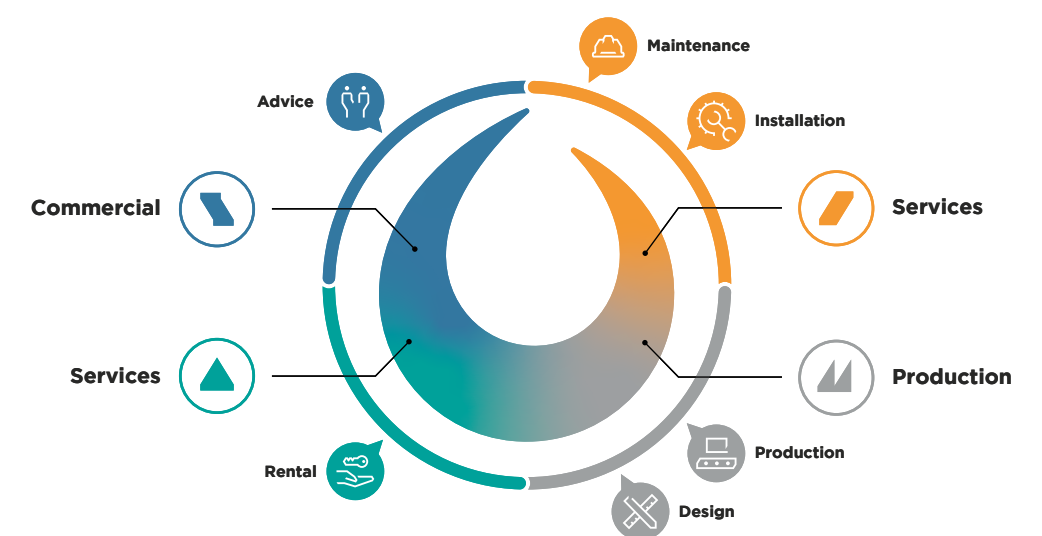 Maintenance
Advice
Installation
Commercial
Services
Services
Production
Production
Rental
Design